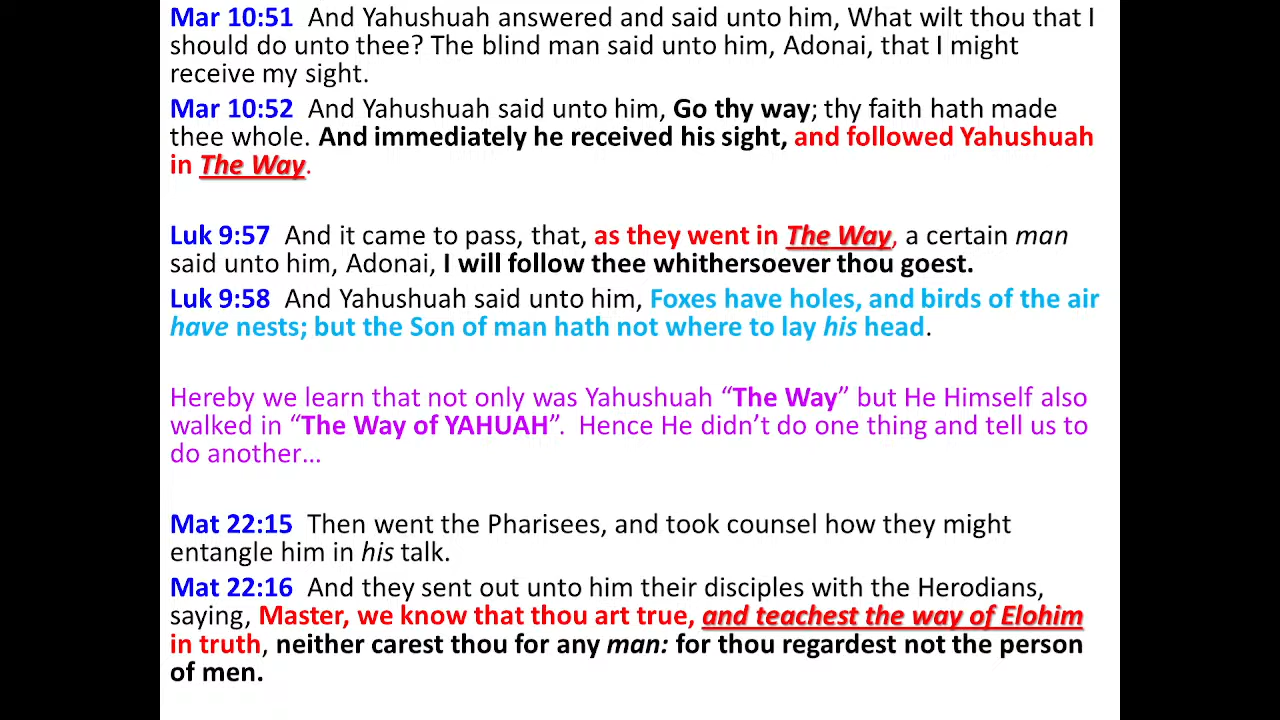 Mar 10:51  And Yahushuah answered and said unto him, What wilt thou that I
should do unto thee? The blind man said unto him, Adonai, that I might
receive my sight.
Mar 10:52  And Yahushuah said unto him, Go thy way; thy faith hath made
thee whole. And immediately he received his sight, and followed Yahushuah
in The Way.
Luk 9:57  And it came to pass, that, as they went in The Way, a certain man
said unto him, Adonai, I will follow thee whithersoever thou goest.
Luk 9:58  And Yahushuah said unto him, Foxes have holes, and birds of the air
have nests; but the Son of man hath not where to lay his head.
Hereby we learn that not only was Yahushuah “The Way” but He Himself also
walked in “The Way of YAHUAH”.  Hence He didn’t do one thing and tell us to
do another…
Mat 22:15  Then went the Pharisees, and took counsel how they might
entangle him in his talk.
Mat 22:16  And they sent out unto him their disciples with the Herodians,
saying, Master, we know that thou art true, and teachest the way of Elohim
in truth, neither carest thou for any man: for thou regardest not the person
of men.